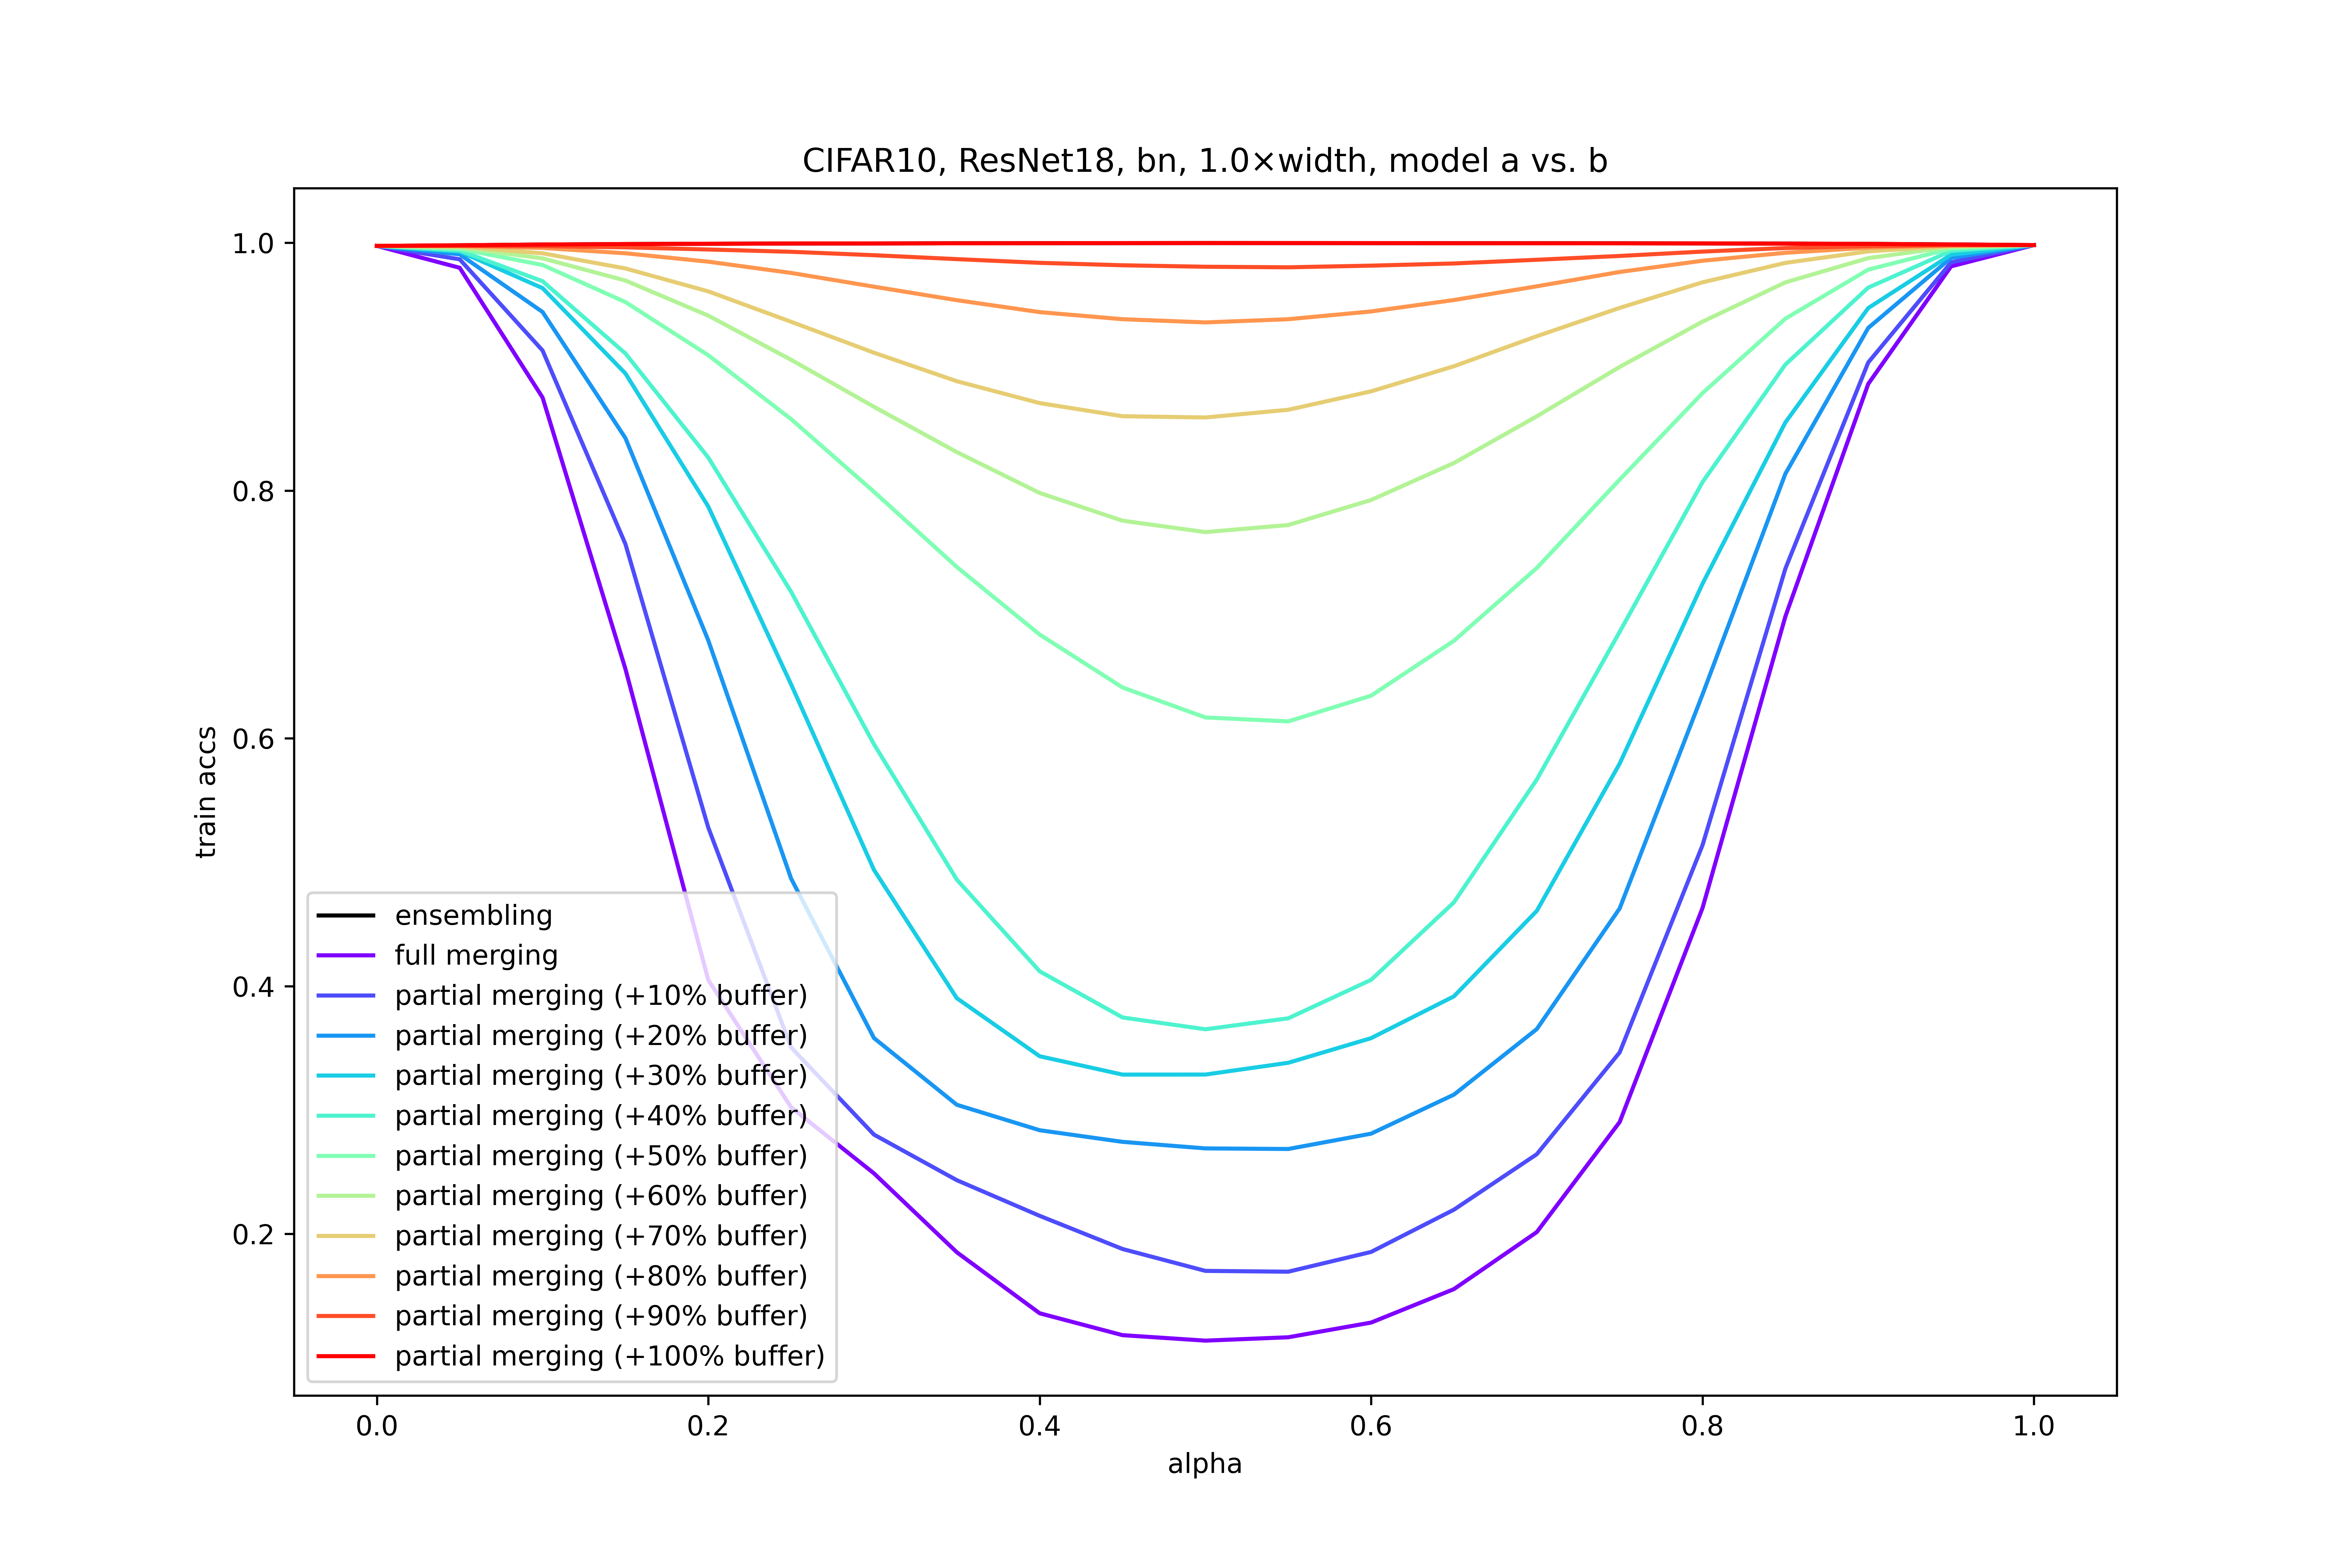 CIFAR10, ResNet18, bn, 1.0×width, model a vs. b
1.0
0.8
0.6
0.4
0.2
train accs
ensembling
full merging
partial merging (+10% buffer)
partial merging (+20% buffer)
partial merging (+30% buffer)
partial merging (+40% buffer)
partial merging (+50% buffer)
partial merging (+60% buffer)
partial merging (+70% buffer)
partial merging (+80% buffer)
partial merging (+90% buffer)
partial merging (+100% buffer)
0.0 0.2 0.4 0.6 0.8 1.0
alpha